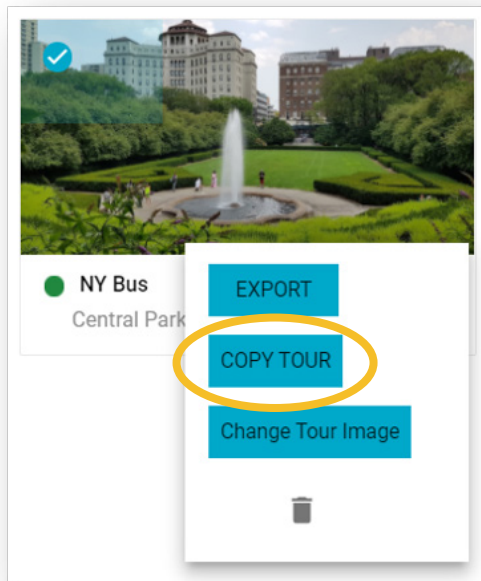 NY Bus
Central Park
EXPORT
COPY TOUR
Change Tour Image